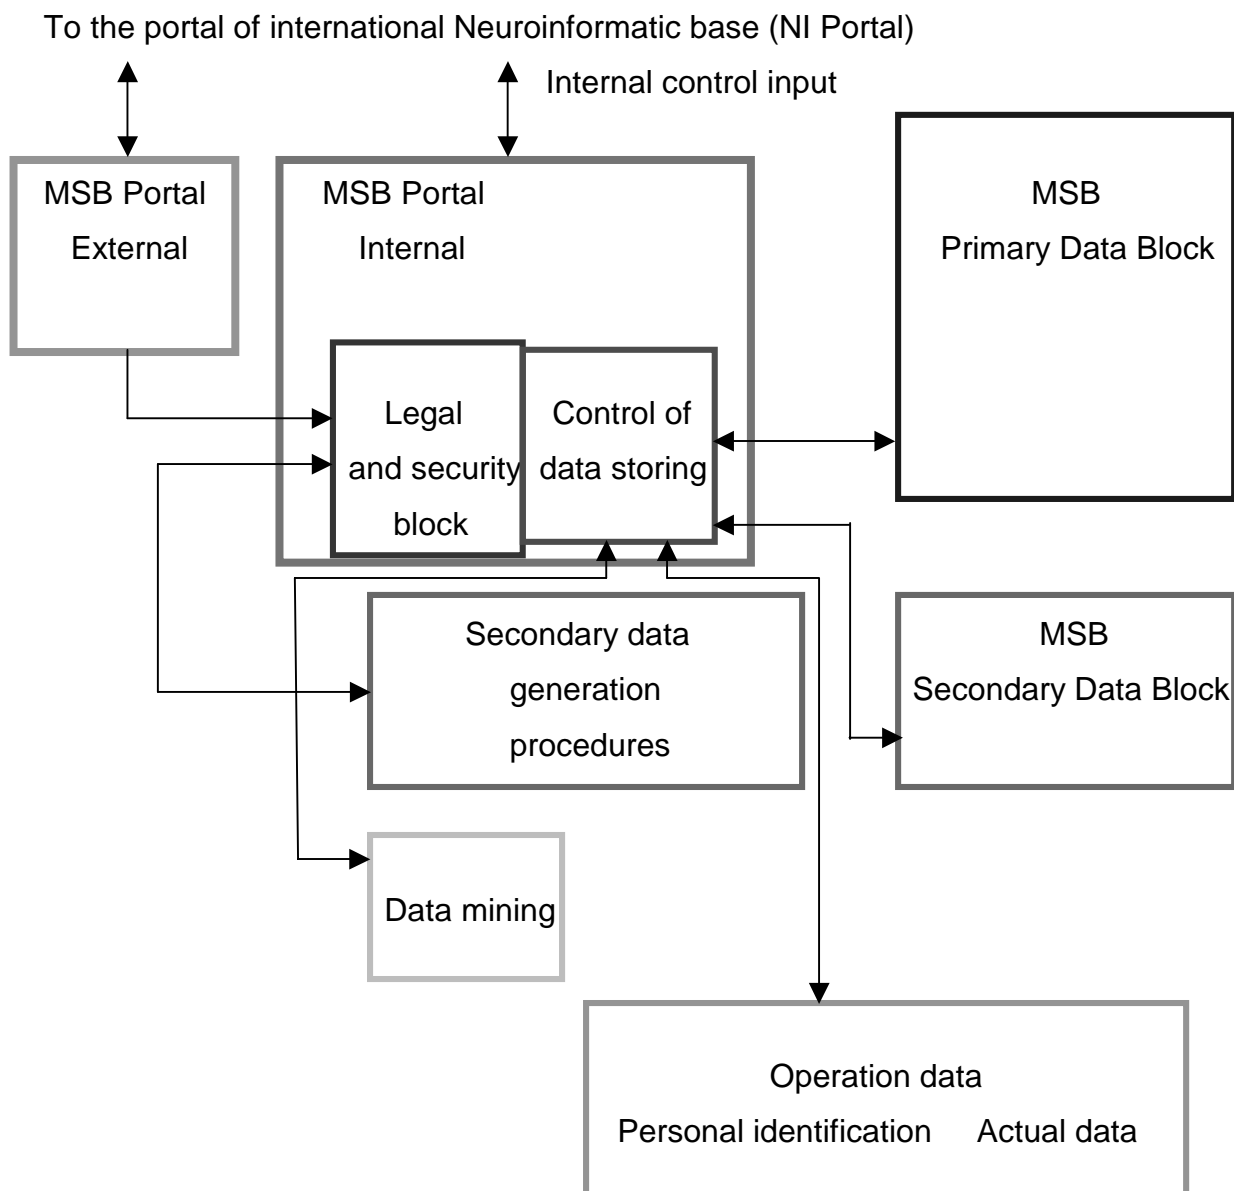 To the portal of international Neuroinformatic base (NI Portal)
Internal control input
MSB Portal
External
MSB Portal
Internal
MSB
Primary Data Block
Legal
and security
block
Control of
data storing
Secondary data
generation
procedures
MSB
Secondary Data Block
Data mining
Operation data
Personal identification Actual data